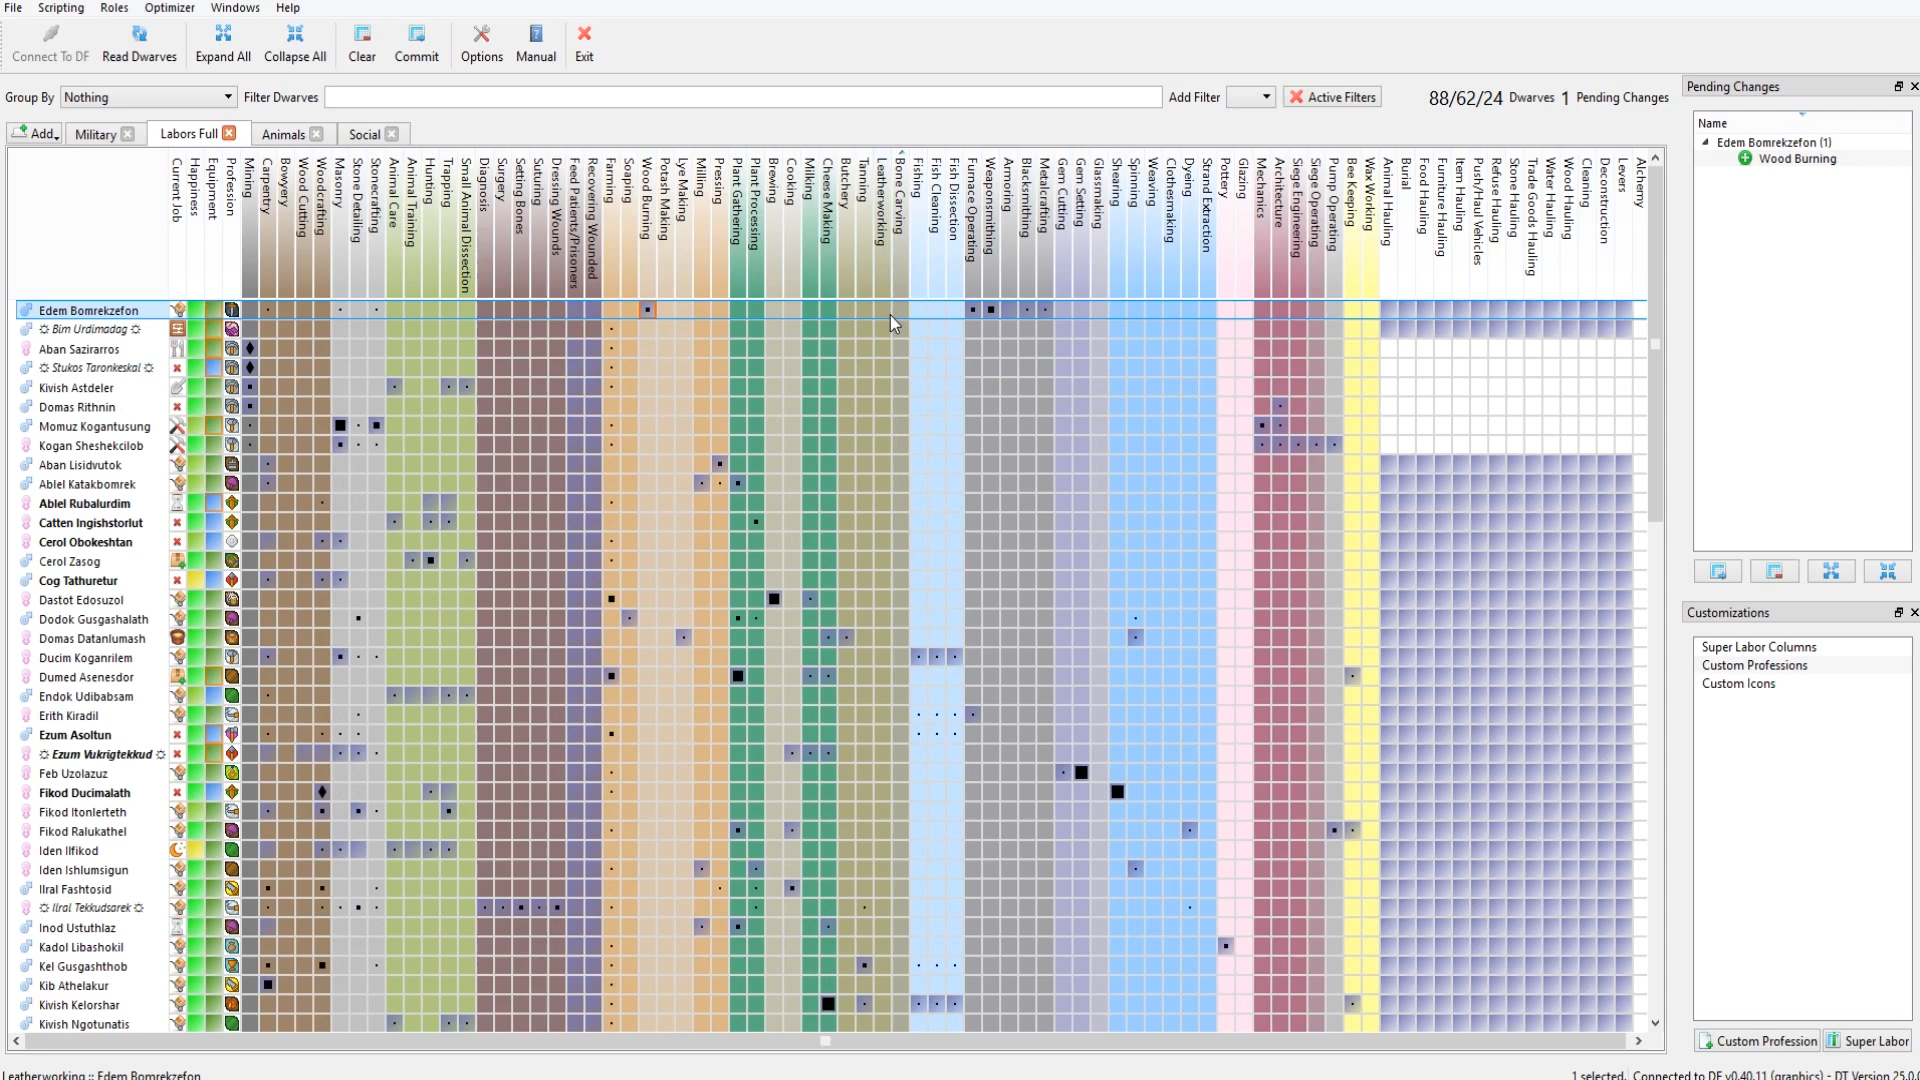 File Scripting Roles Optimizer Windows Help
Connect To DF Read Dwarves Expand All Collapse All Clear Commit Options Manual Exit
Group By Nothing Filter Dwarves Add Filter Active Filters 88/62/24 Dwarves 1 Pending Changes
Add Military Labors Full Animals Social
Current Job
Happiness
Equipment
Profession
Mining
Carpentry
Bowyery
Wood Cutting
Woodcrafting
Masonry
Stone Detailing
Stonecrafting
Animal Care
Animal Training
Hunting
Trapping
Small Animal Dissection
Diagnosis
Surgery
Setting Bones
Suturing
Dressing Wounds
Feed Patients/Prisoners
Recovering Wounded
Farming
Soaping
Wood Burning
Potash Making
Lye Making
Milling
Pressing
Plant Gathering
Plant Processing
Brewing
Cooking
Milking
Cheese Making
Butchery
Tanning
Leatherworking
Bone Carving
Fishing
Fish Cleaning
Fish Dissection
Furnace Operating
Weaponsmithing
Armoring
Blacksmithing
Metalcrafting
Gem Cutting
Gem Setting
Glassmaking
Shearing
Spinning
Weaving
Clothesmaking
Dyeing
Strand Extraction
Pottery
Glazing
Mechanics
Architecture
Siege Engineering
Siege Operating
Pump Operating
Bee Keeping
Wax Working
Animal Hauling
Burial
Food Hauling
Furniture Hauling
Item Hauling
Push/Haul Vehicles
Refuse Hauling
Stone Hauling
Trade Goods Hauling
Water Hauling
Wood Hauling
Cleaning
Deconstruction
Levers
Alchemy
Edem Bomrekzefon
Bim Urdimadag
Aban Sazirarros
Stukos Taronkeskal
Kivish Astdeler
Domas Rithnin
Momuz Kogantusung
Kogan Sheshekcilob
Aban Lisidvutok
Ablel Katakbomrek
Ablel Rubalurdim
Catten Ingishstorlut
Cerol Obokeshtan
Cerol Zasog
Cog Tathuretur
Dastot Edosuzol
Dodok Gusgashalath
Domas Datanlumash
Ducim Koganrilem
Dumed Asenesdor
Endok Udibabsam
Erith Kiradil
Ezum Asoltun
Ezum Vukrigtekkud
Feb Uzolazuz
Fikod Ducimalath
Fikod Itonlerteth
Fikod Ralukathel
Iden Ilfikod
Iden Ishlumsigun
Ilral Fashtosid
Ilral Tekkudsarek
Inod Ustuthlaz
Kadol Libashokil
Kel Gusgashthob
Kib Athelakur
Kivish Kelorshar
Kivish Ngotunatis
Pending Changes
Name
Edem Bomrekzefon (1)
Wood Burning
Customizations
Super Labor Columns
Custom Professions
Custom Icons
Custom Profession Super Labor
Leatherworking :: Edem Bomrekzefon 1 selected. Connected to DF v0.40.11 (graphics) - DT Version 25.0.